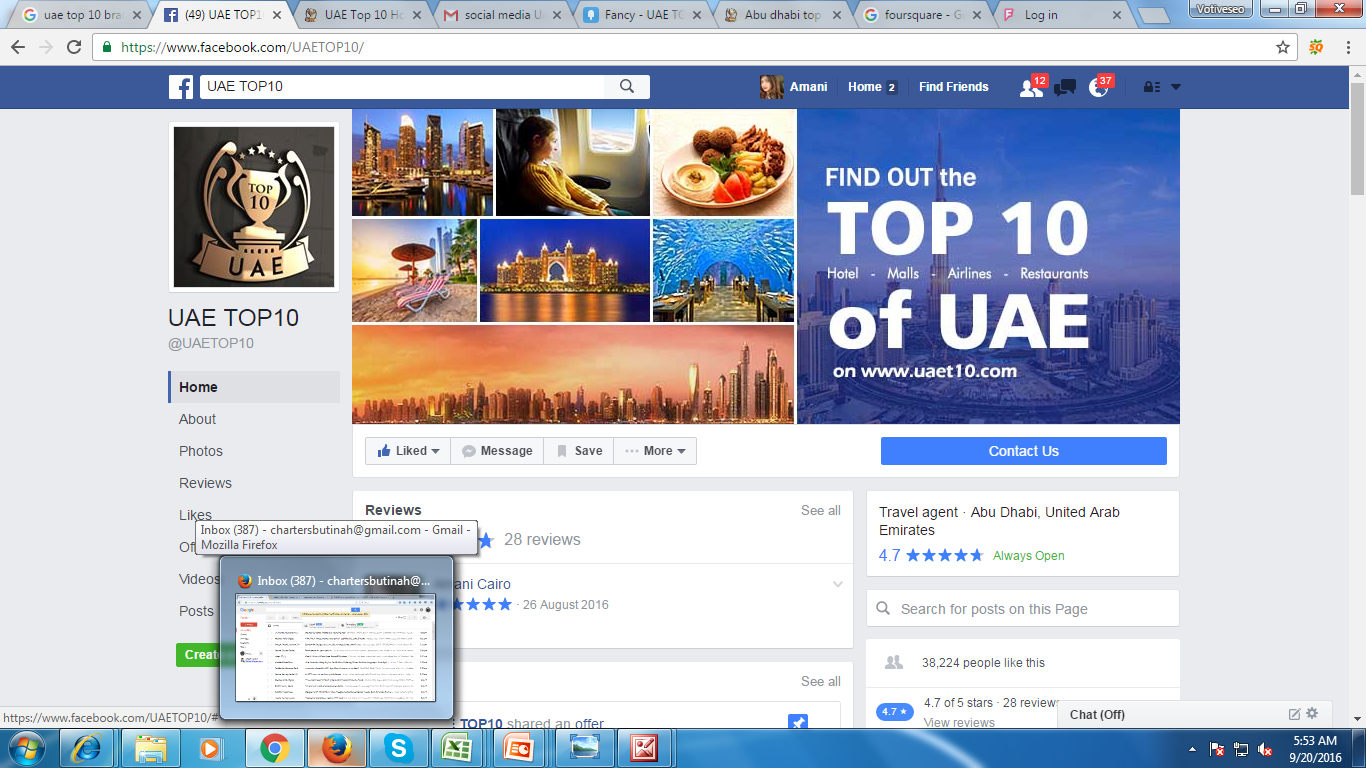 uae top 10 bra
(49) UAE TOP1
UAE Top 10 Ho
social media U
Fancy - UAE TO
Abu dhabi top
foursquare - G
Log in
Votiveseo
https://www.facebook.com/UAETOP10/
UAE TOP10
Amani
Home 2
Find Friends
12
37
TOP
10
UAE
FIND OUT the
TOP 10
Hotel - Malls - Airlines - Restaurants
of UAE
on www.uaet10.com
UAE TOP10
@UAETOP10
Home
About
Photos
Reviews
Likes
Videos
Posts
Liked
Message
Save
More
Contact Us
Reviews
See all
28 reviews
Cairo
· 26 August 2016
See all
TOP10 shared an offer
Inbox (387) - chartersbutinah@gmail.com - Gmail -
Mozilla Firefox
Inbox (387) - chartersbutinah@...
Travel agent · Abu Dhabi, United Arab
Emirates
4.7
Always Open
Search for posts on this Page
38,224 people like this
4.7 ★
4.7 of 5 stars · 28 reviews
View reviews
Chat (Off)
https://www.facebook.com/UAETOP10/#
5:53 AM
9/20/2016